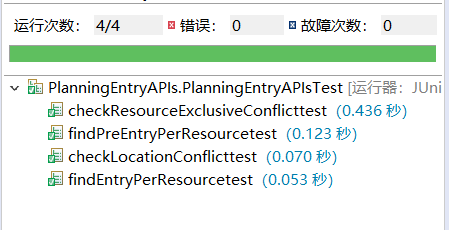 运行次数： 4/4 错误： 0 故障次数： 0
PlanningEntryAPIs.PlanningEntryAPIsTest [运行器：JUni
checkResourceExclusiveConflicttest (0.436 秒)
findPreEntryPerResourcetest (0.123 秒)
checkLocationConflicttest (0.070 秒)
findEntryPerResourcetest (0.053 秒)